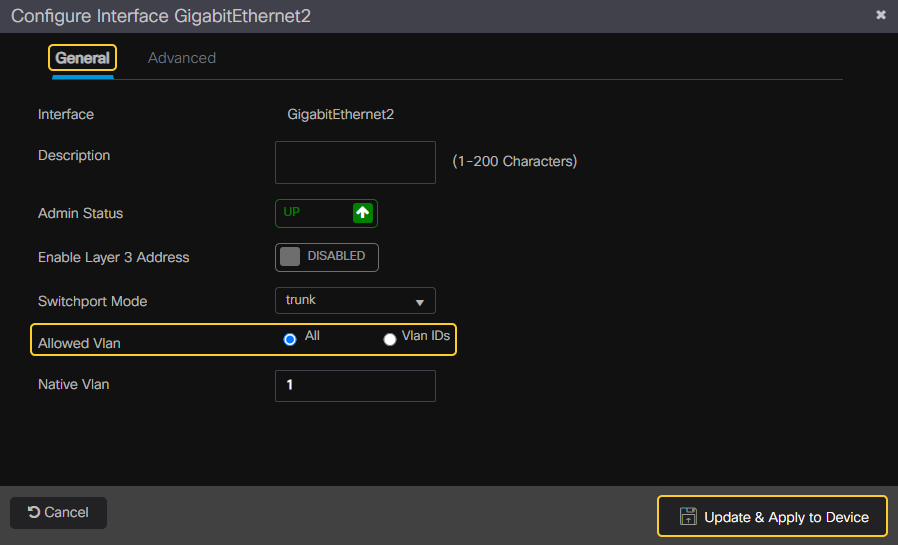 Configure Interface GigabitEthernet2
General Advanced
Interface GigabitEthernet2
Description (1-200 Characters)
Admin Status UP
Enable Layer 3 Address DISABLED
Switchport Mode trunk
Allowed Vlan All Vlan IDs
Native Vlan 1
Cancel Update & Apply to Device